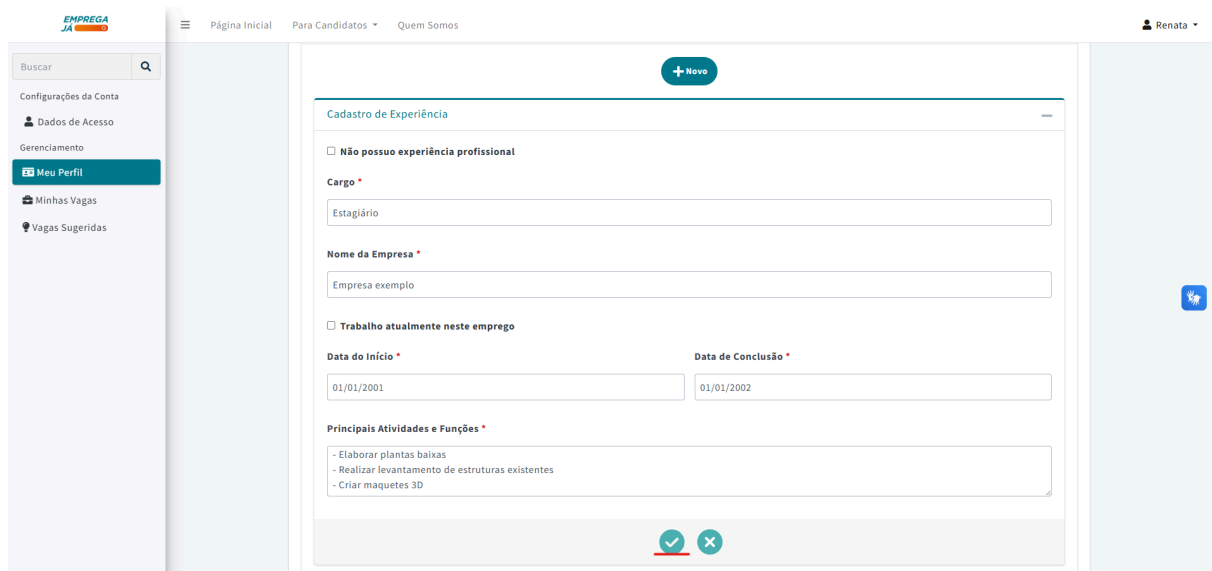 EMPREGA
JÁ
Página Inicial Para Candidatos Quem Somos
Renata
Buscar
Configurações da Conta
Dados de Acesso
Gerenciamento
Meu Perfil
Minhas Vagas
Vagas Sugeridas
+ Novo
Cadastro de Experiência
Não possuo experiência profissional
Cargo *
Estagiário
Nome da Empresa *
Empresa exemplo
Trabalho atualmente neste emprego
Data do Início * Data de Conclusão *
01/01/2001 01/01/2002
Principais Atividades e Funções *
- Elaborar plantas baixas
- Realizar levantamento de estruturas existentes
- Criar maquetes 3D